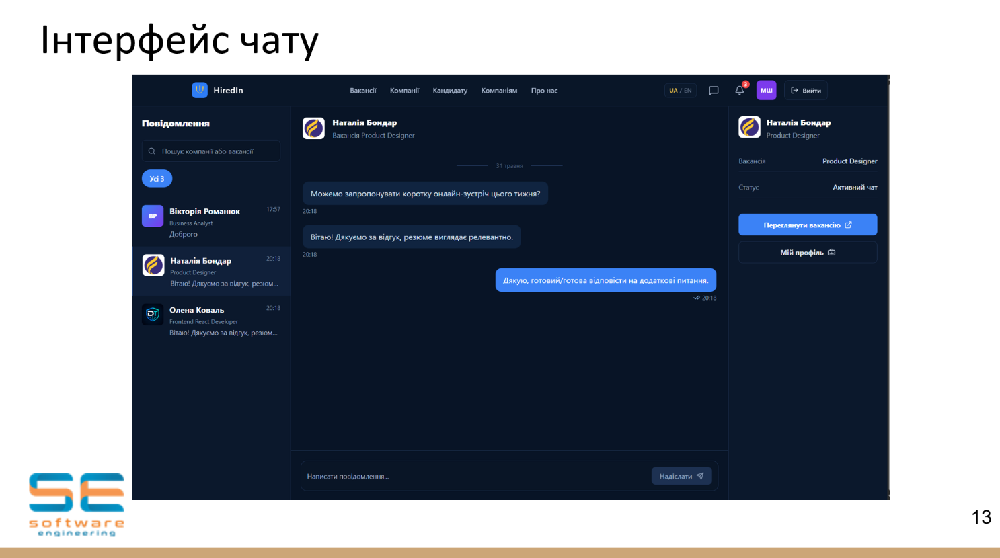 Інтерфейс чату
HiredIn
Вакансії Компанії Кандидату Компаніям Про нас
UA / EN
3
МШ
Вийти
Повідомлення
Пошук компанії або вакансії
Усі 3
ВР
Вікторія Романюк 17:57
Business Analyst
Доброго
Наталія Бондар 20:18
Product Designer
Вітаю! Дякуємо за відгук, резюм...
DT
Олена Коваль 20:18
Frontend React Developer
Вітаю! Дякуємо за відгук, резюм...
Наталія Бондар
Вакансія Product Designer
31 травня
Можемо запропонувати коротку онлайн-зустріч цього тижня?
20:18
Вітаю! Дякуємо за відгук, резюме виглядає релевантно.
20:18
Дякую, готовий/готова відповісти на додаткові питання.
20:18
Написати повідомлення...
Надіслати
Наталія Бондар
Product Designer
Вакансія Product Designer
Статус Активний чат
Переглянути вакансію
Мій профіль
SE
software
engineering
13